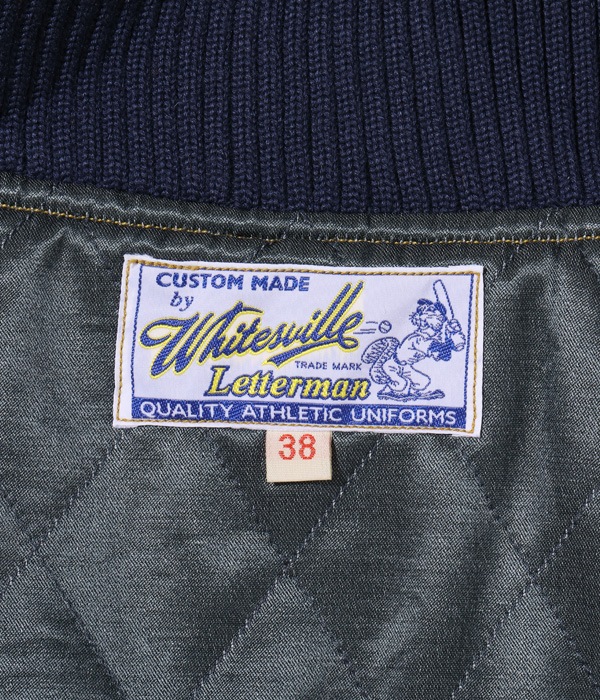 CUSTOM MADE
by
Whitesville
TRADE MARK
Letterman
QUALITY ATHLETIC UNIFORMS
38